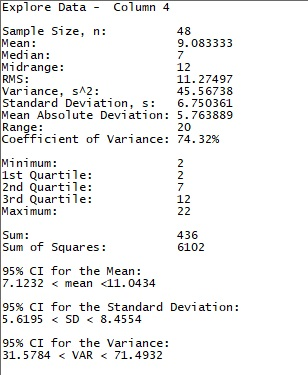 Explore Data - Column 4
Sample Size, n: 48
Mean: 9.083333
Median: 7
Midrange: 12
RMS: 11.27497
Variance, s^2: 45.56738
Standard Deviation, s: 6.750361
Mean Absolute Deviation: 5.763889
Range: 20
Coefficient of Variance: 74.32%
Minimum: 2
1st Quartile: 2
2nd Quartile: 7
3rd Quartile: 12
Maximum: 22
Sum: 436
Sum of Squares: 6102
95% CI for the Mean:
7.1232 < mean <11.0434
95% CI for the Standard Deviation:
5.6195 < SD < 8.4554
95% CI for the Variance:
31.5784 < VAR < 71.4932